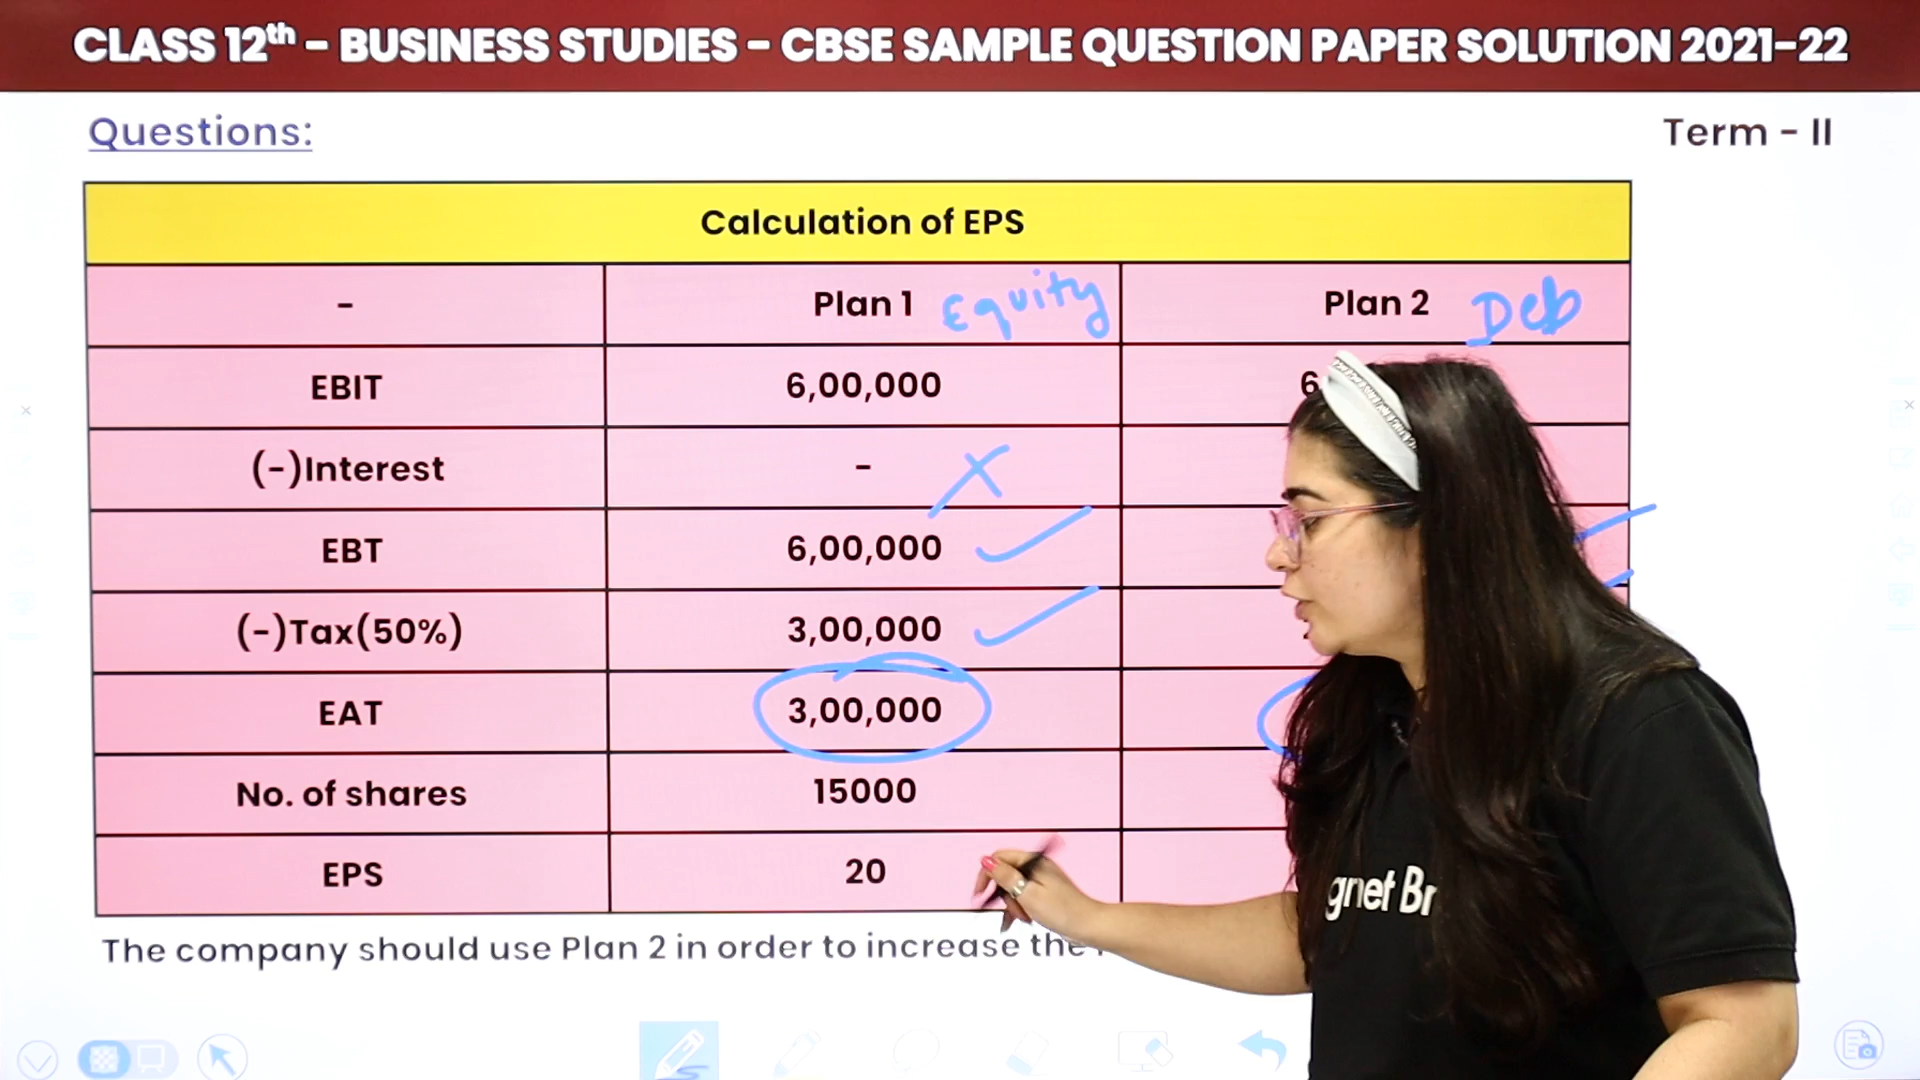 CLASS 12th – BUSINESS STUDIES – CBSE SAMPLE QUESTION PAPER SOLUTION 2021–22
Questions:
Term – II
Calculation of EPS
- Plan 1 Equity Plan 2 Deb
EBIT 6,00,000 6
(-)Interest -
EBT 6,00,000
(-)Tax(50%) 3,00,000
EAT 3,00,000
No. of shares 15000
EPS 20
The company should use Plan 2 in order to increase the
gnet Br